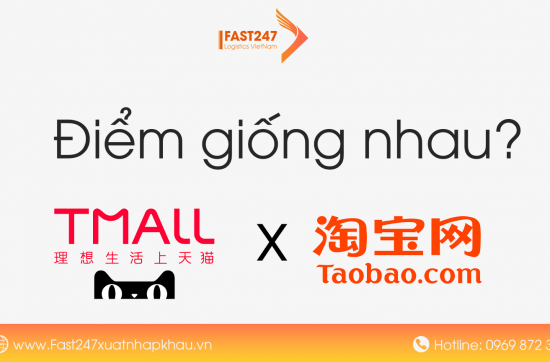 FAST247
Logistics VietNam
Điểm giống nhau?
TMALL
理想生活上天猫
X
淘宝网
Taobao.com
www.Fast247xuatnhapkhau.vn
Hotline: 0969 872 3